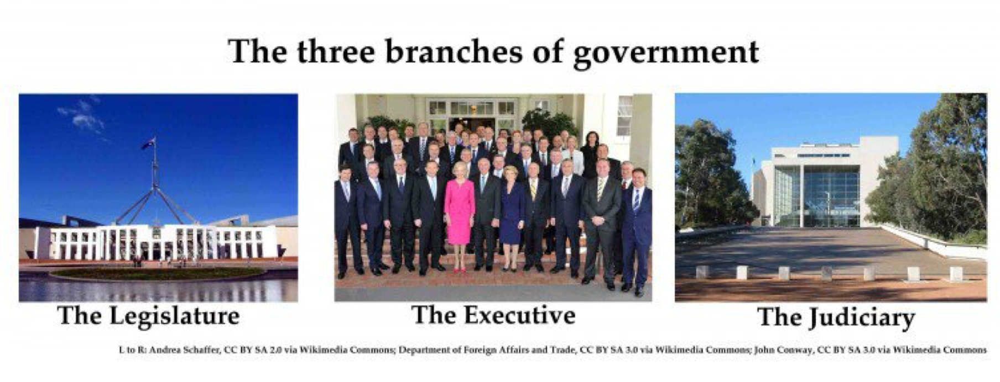 The three branches of government
The Legislature
The Executive
The Judiciary
L to R: Andrea Schaffer, CC BY SA 2.0 via Wikimedia Commons; Department of Foreign Affairs and Trade, CC BY SA 3.0 via Wikimedia Commons; John Conway, CC BY SA 3.0 via Wikimedia Commons